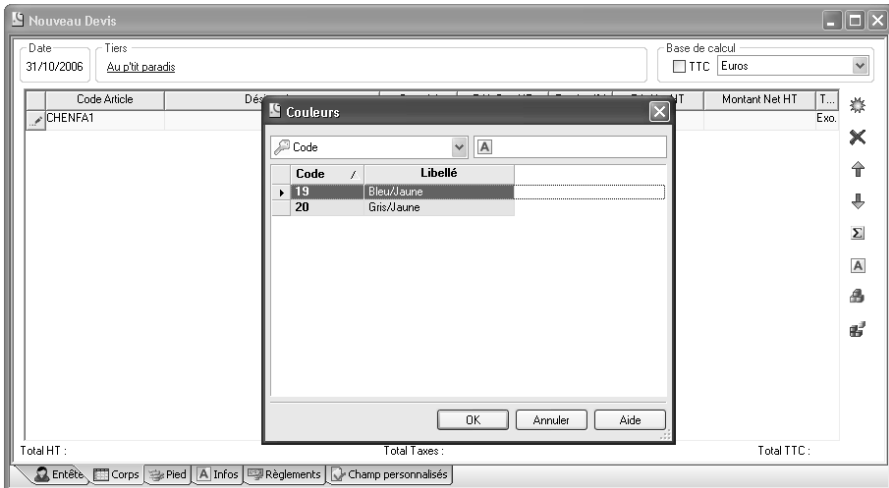 Nouveau Devis
Date
Tiers
Base de calcul
31/10/2006
Au p'tit paradis
TTC
Euros
Code Article
Montant Net HT
T...
CHENFA1
Exo.
Couleurs
Code
A
Code
Libellé
19
Bleu/Jaune
20
Gris/Jaune
OK
Annuler
Aide
Total HT :
Total Taxes :
Total TTC :
Entête
Corps
Pied
Infos
Règlements
Champ personnalisés